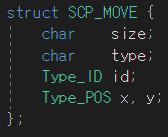 struct SCP_MOVE {
    char    size;
    char    type;
    Type_ID id;
    Type_POS x, y;
};